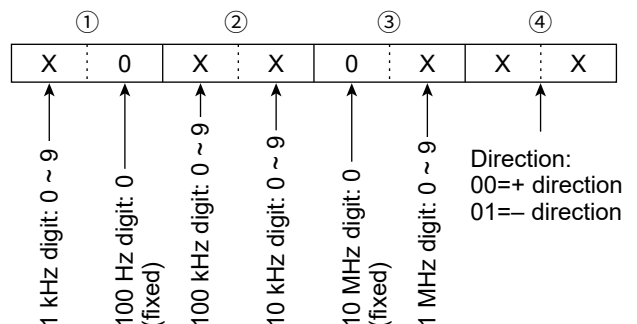 ① ② ③ ④
X 0 X X 0 X X X
1 kHz digit: 0 ~ 9
100 Hz digit: 0
(fixed)
100 kHz digit: 0 ~ 9
10 kHz digit: 0 ~ 9
10 MHz digit: 0
(fixed)
1 MHz digit: 0 ~ 9
Direction:
00=+ direction
01=– direction